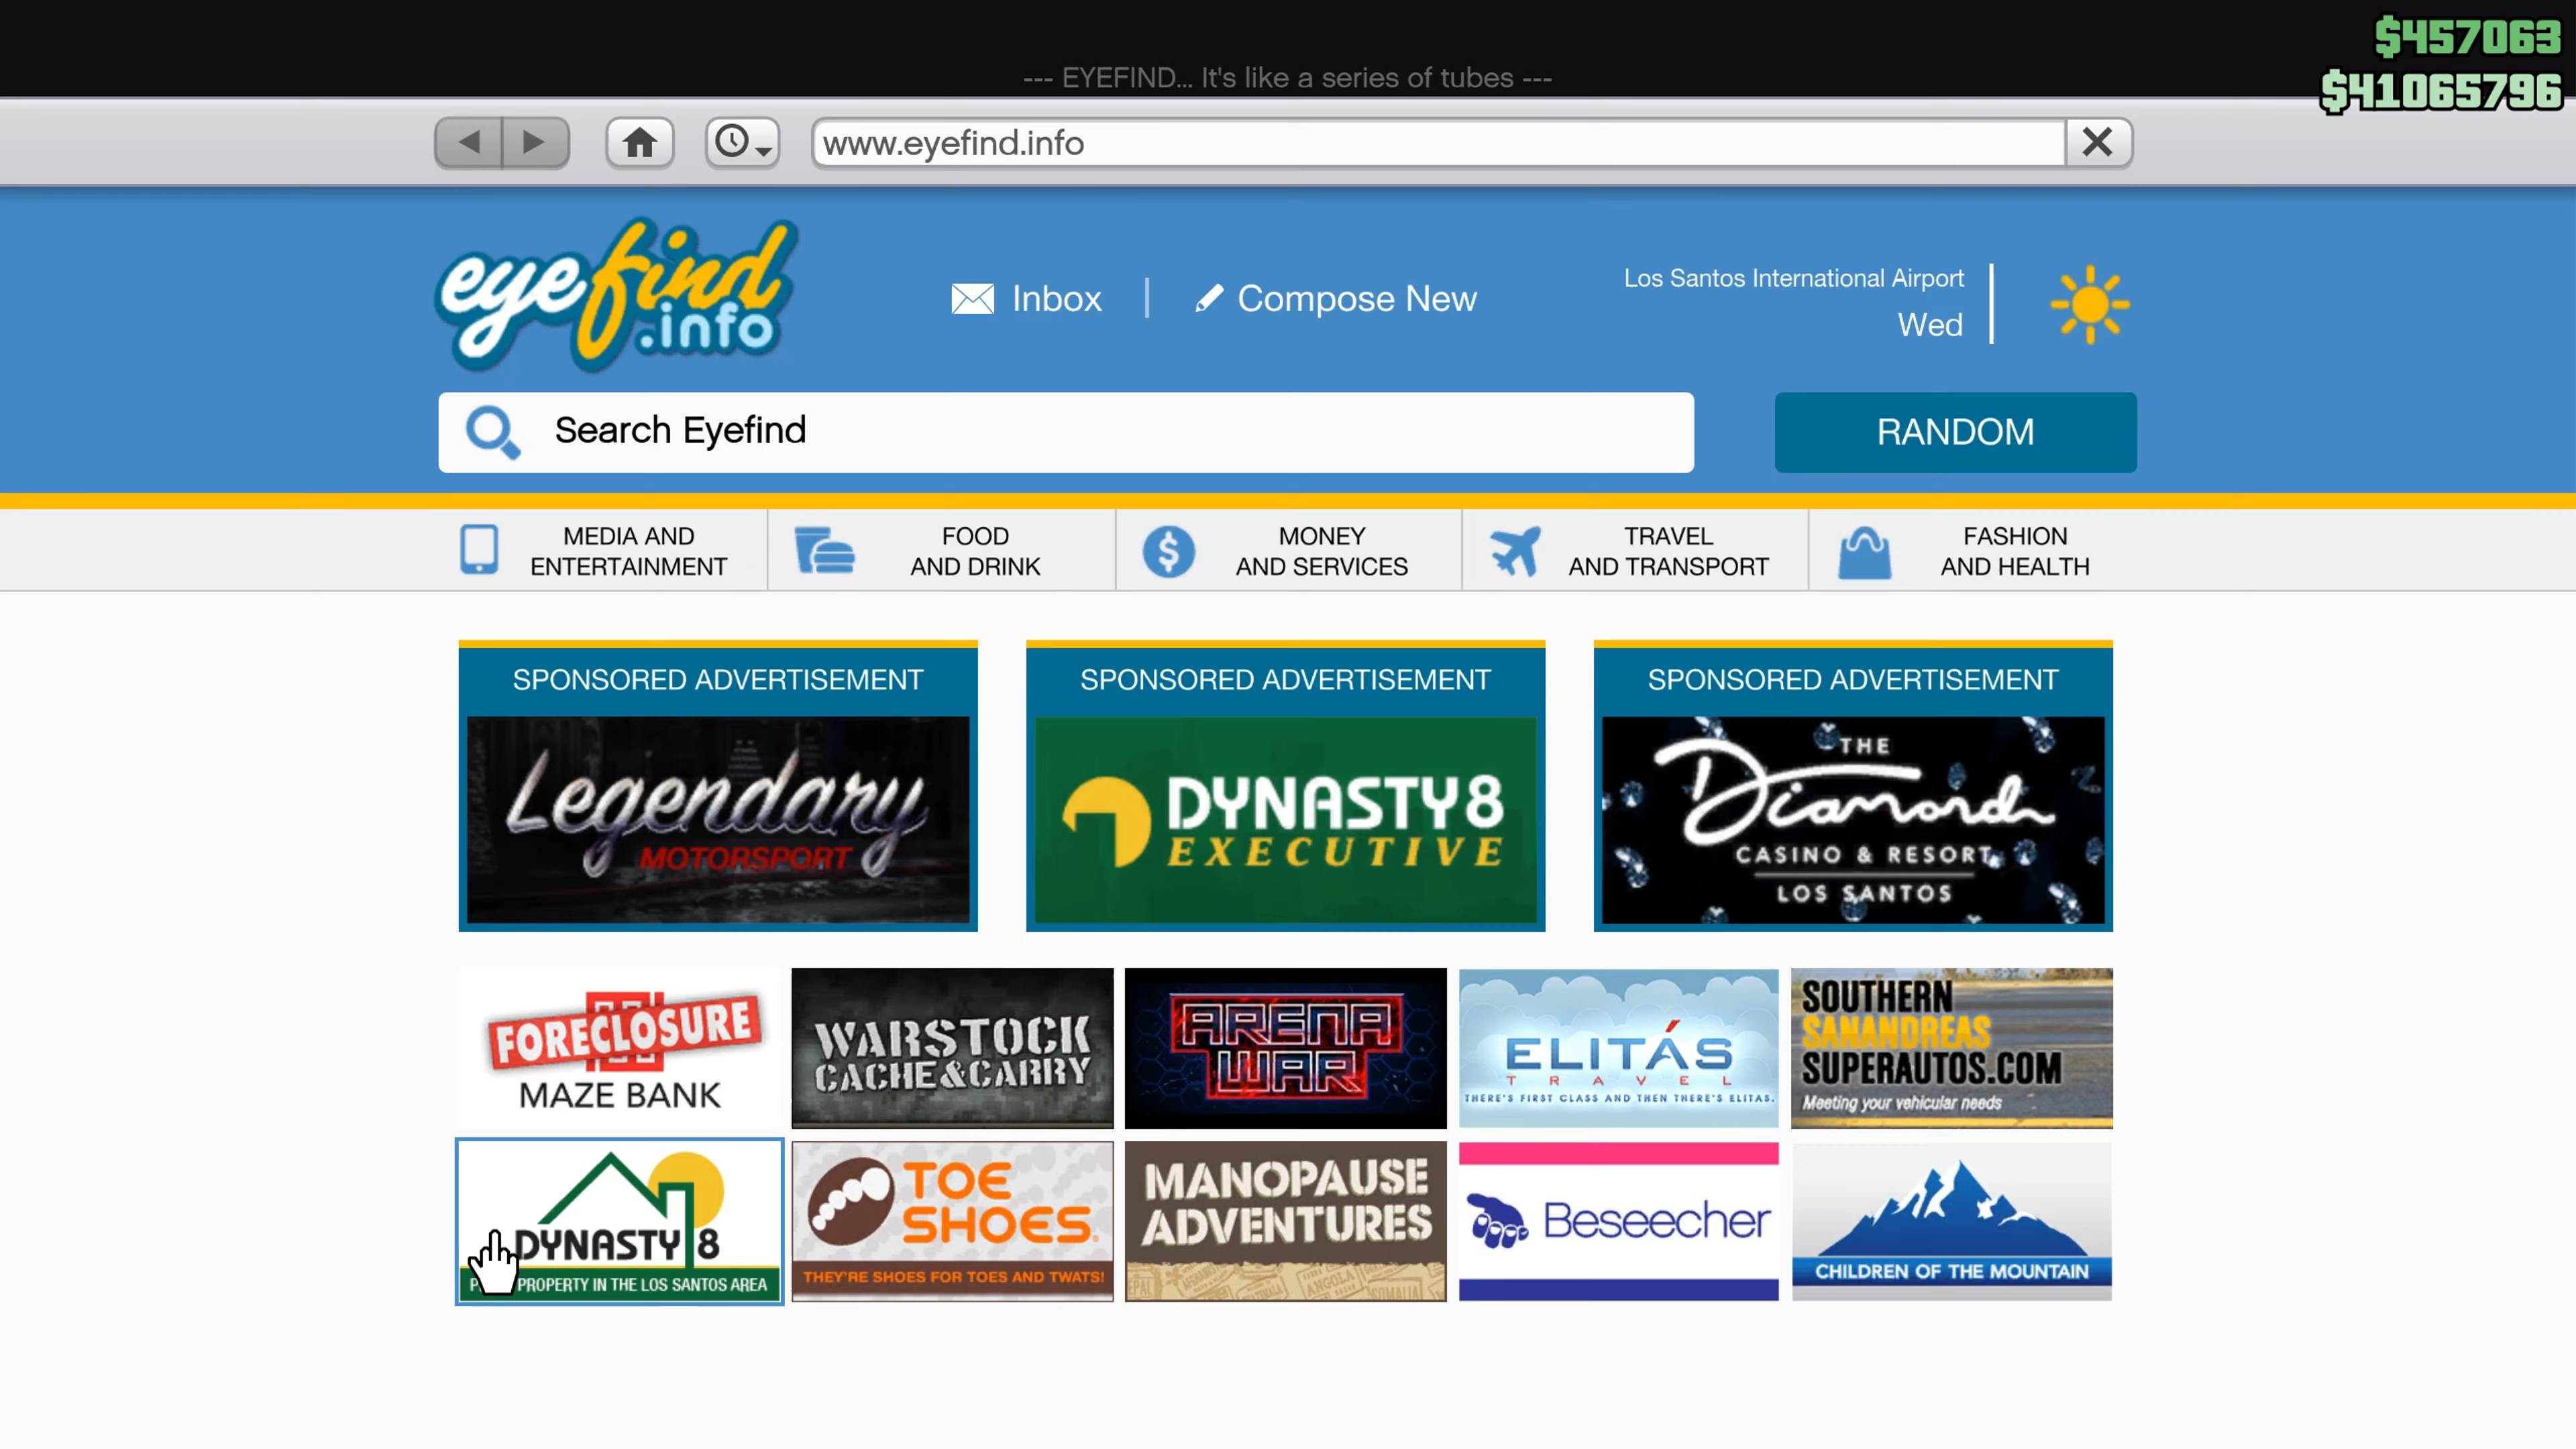 $457063
--- EYEFIND... It's like a series of tubes ---
$41065796
www.eyefind.info
eyefind
.info
Inbox
Compose New
Los Santos International Airport
Wed
Search Eyefind
RANDOM
MEDIA AND
ENTERTAINMENT
FOOD
AND DRINK
MONEY
AND SERVICES
TRAVEL
AND TRANSPORT
FASHION
AND HEALTH
SPONSORED ADVERTISEMENT
Legendary
MOTORSPORT
SPONSORED ADVERTISEMENT
DYNASTY8
EXECUTIVE
SPONSORED ADVERTISEMENT
THE
Diamond
CASINO & RESORT
LOS SANTOS
FORECLOSURE
MAZE BANK
WARSTOCK
CACHE&CARRY
ARENA
WAR
ELITÁS
TRAVEL
THERE'S FIRST CLASS AND THEN THERE'S ELITAS.
SOUTHERN
SANANDREAS
SUPERAUTOS.COM
Meeting your vehicular needs
DYNASTY 8
PROPERTY IN THE LOS SANTOS AREA
TOE
SHOES
THEY'RE SHOES FOR TOES AND TWATS!
MANOPAUSE
ADVENTURES
ANGOLA
SOMALIA
Beseecher
CHILDREN OF THE MOUNTAIN